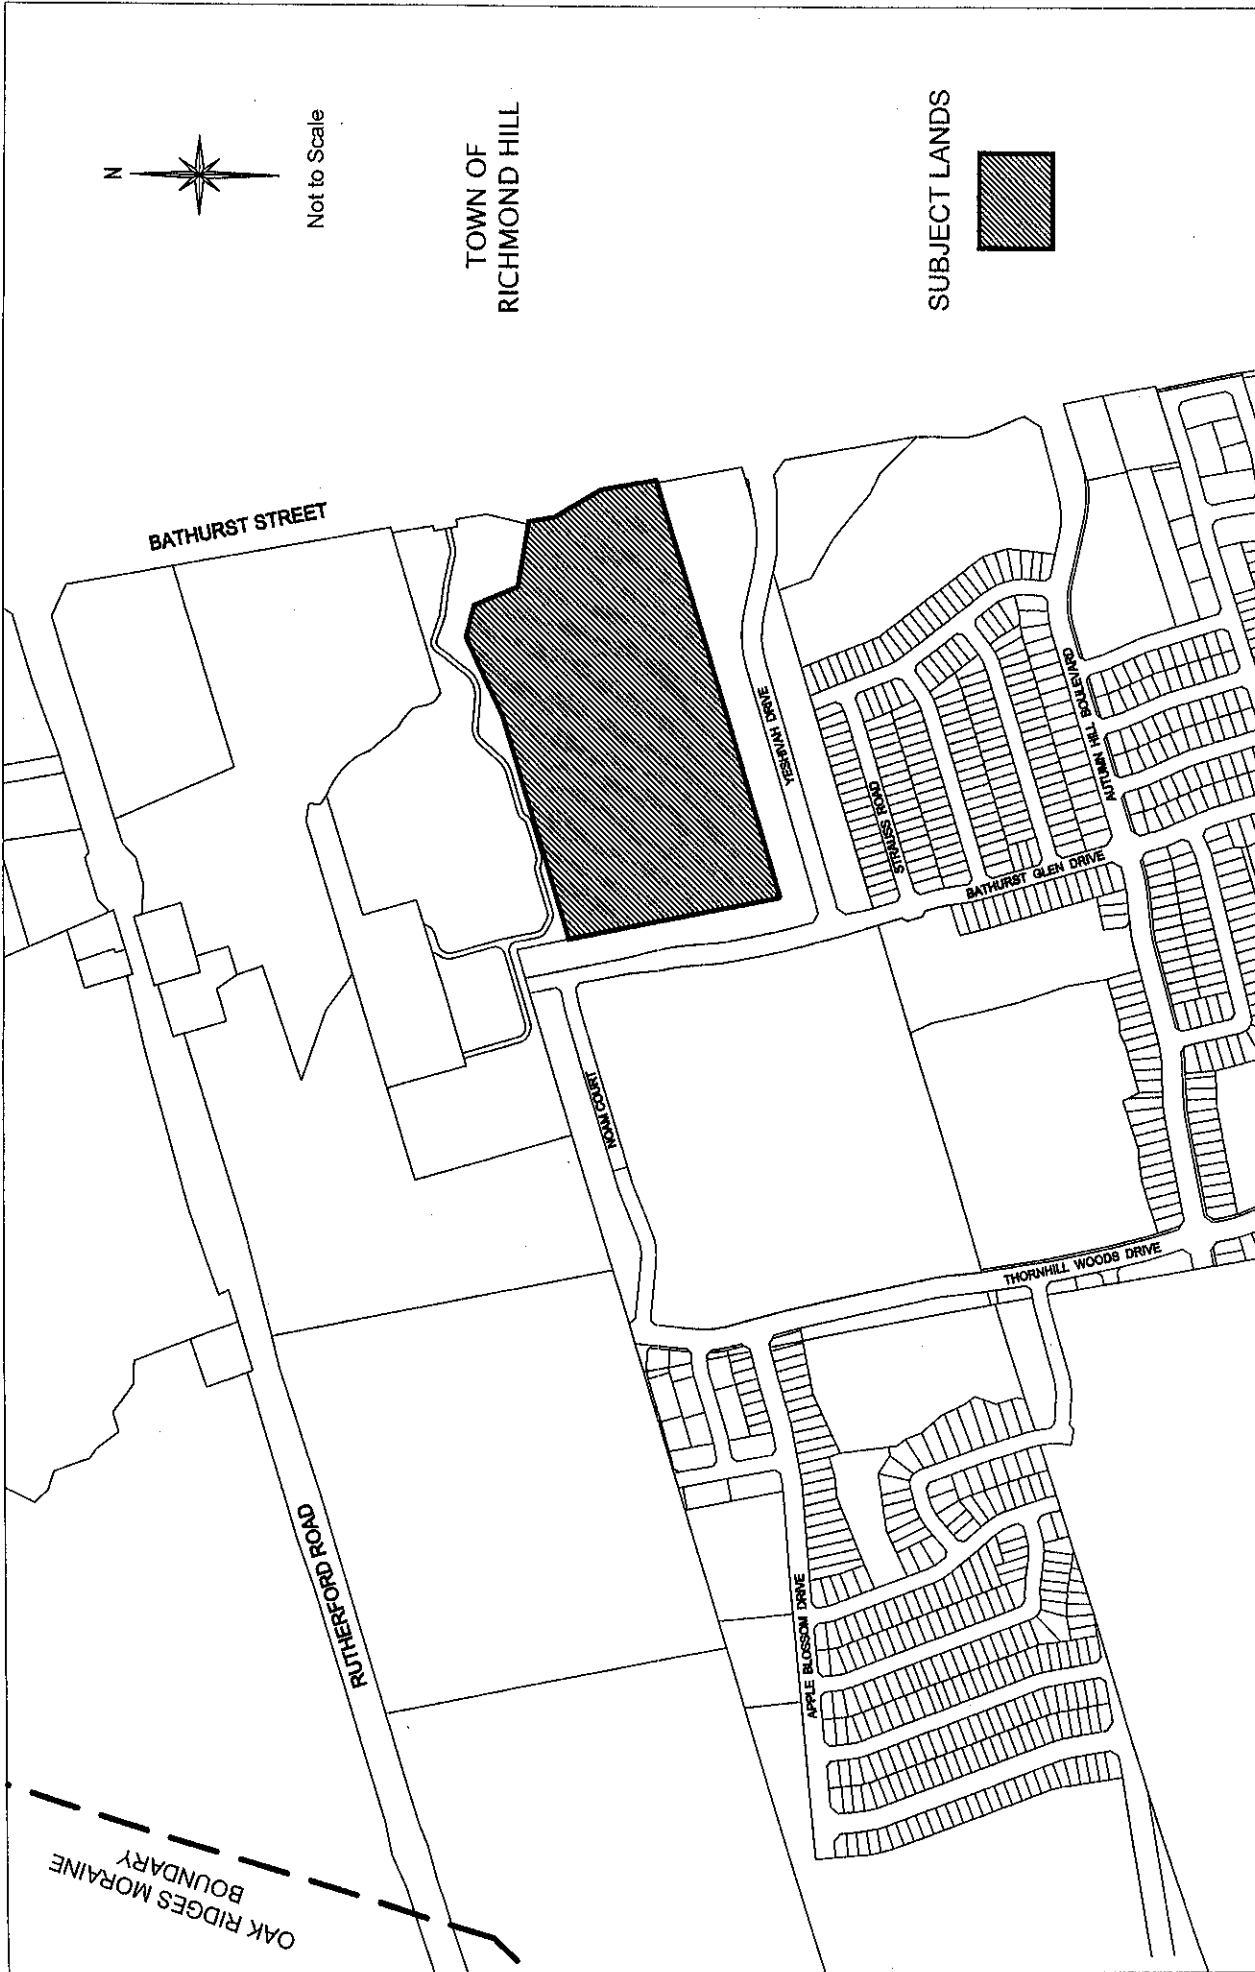 N
Not to Scale
TOWN OF
RICHMOND HILL
SUBJECT LANDS
BATHURST STREET
YESHIVAH DRIVE
STRAUSS ROAD
AUTUMN HILL BOULEVARD
BATHURST GLEN DRIVE
NOAM COURT
THORNHILL WOODS DRIVE
RUTHERFORD ROAD
APPLE BLOSSOM DRIVE
OAK RIDGES MORAINE
BOUNDARY